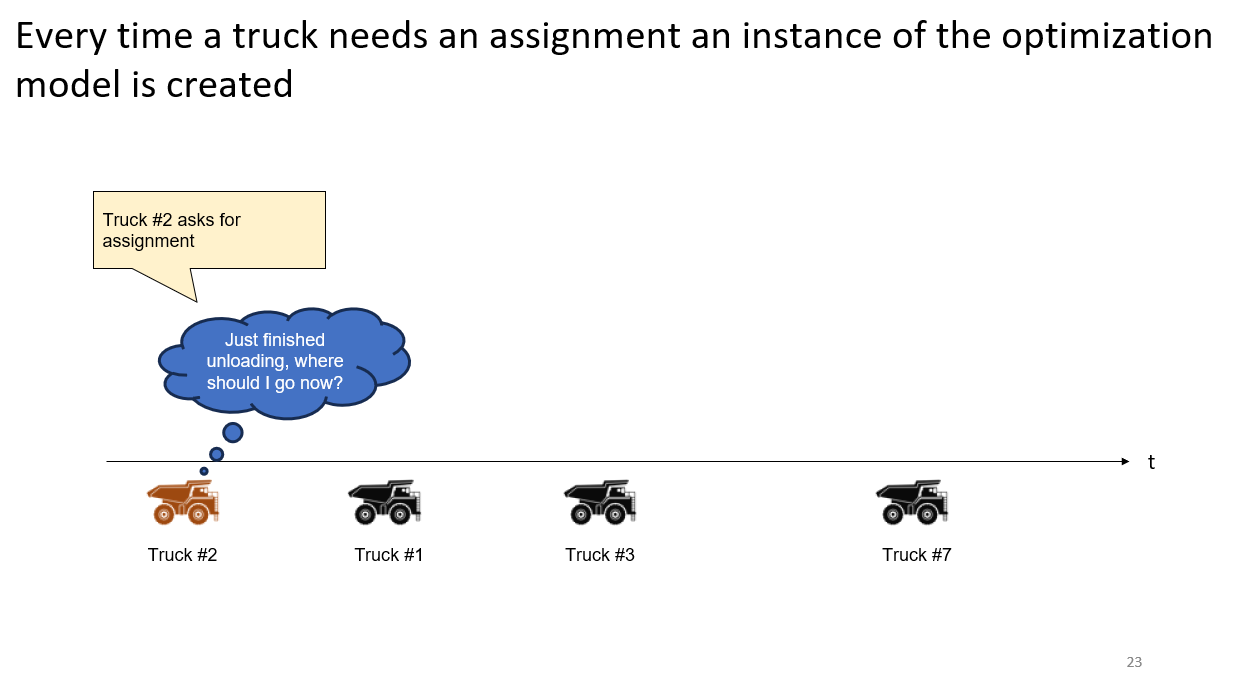 Every time a truck needs an assignment an instance of the optimization
model is created
Truck #2 asks for
assignment
Just finished
unloading, where
should I go now?
t
Truck #2
Truck #1
Truck #3
Truck #7
23